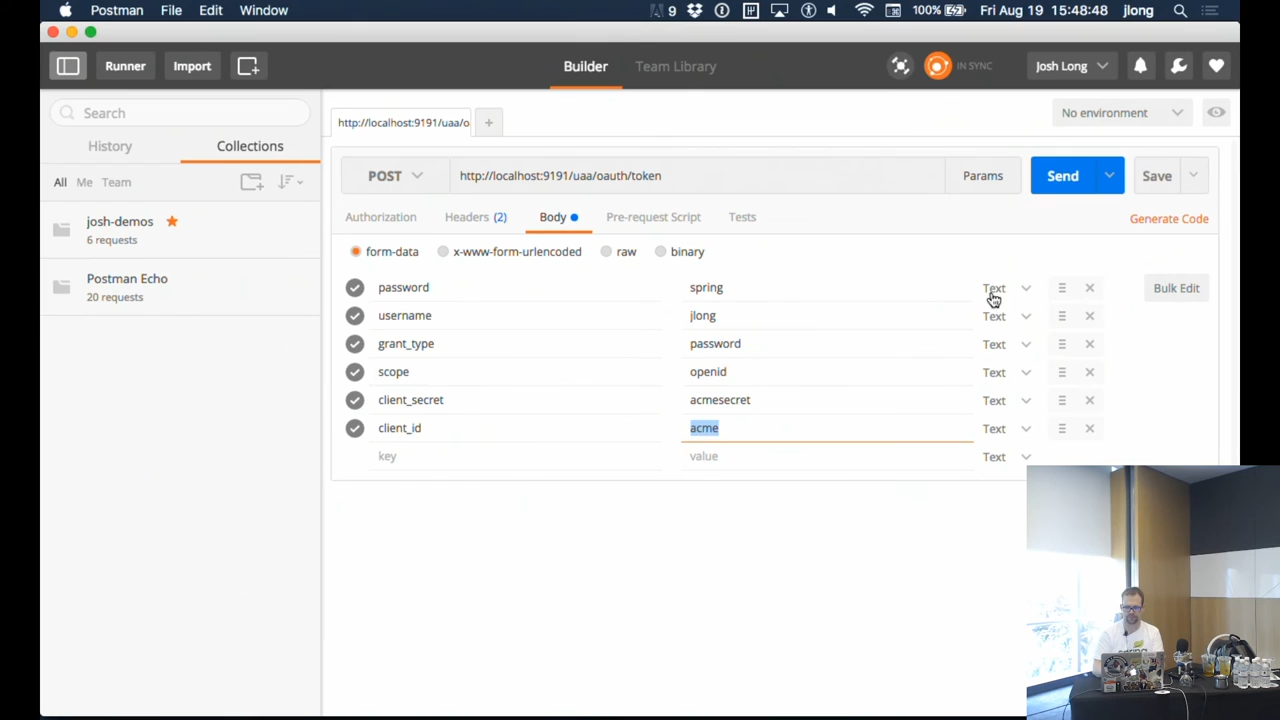 Postman File Edit Window 9 100% Fri Aug 19 15:48:48 jlong
Runner Import Builder Team Library IN SYNC Josh Long
Search
http://localhost:9191/uaa/o +
No environment
History Collections
All Me Team
josh-demos
6 requests
Postman Echo
20 requests
POST http://localhost:9191/uaa/oauth/token Params Send Save
Authorization Headers (2) Body Pre-request Script Tests Generate Code
form-data x-www-form-urlencoded raw binary
password spring Text Bulk Edit
username jlong Text
grant_type password Text
scope openid Text
client_secret acmesecret Text
client_id acme Text
key value Text